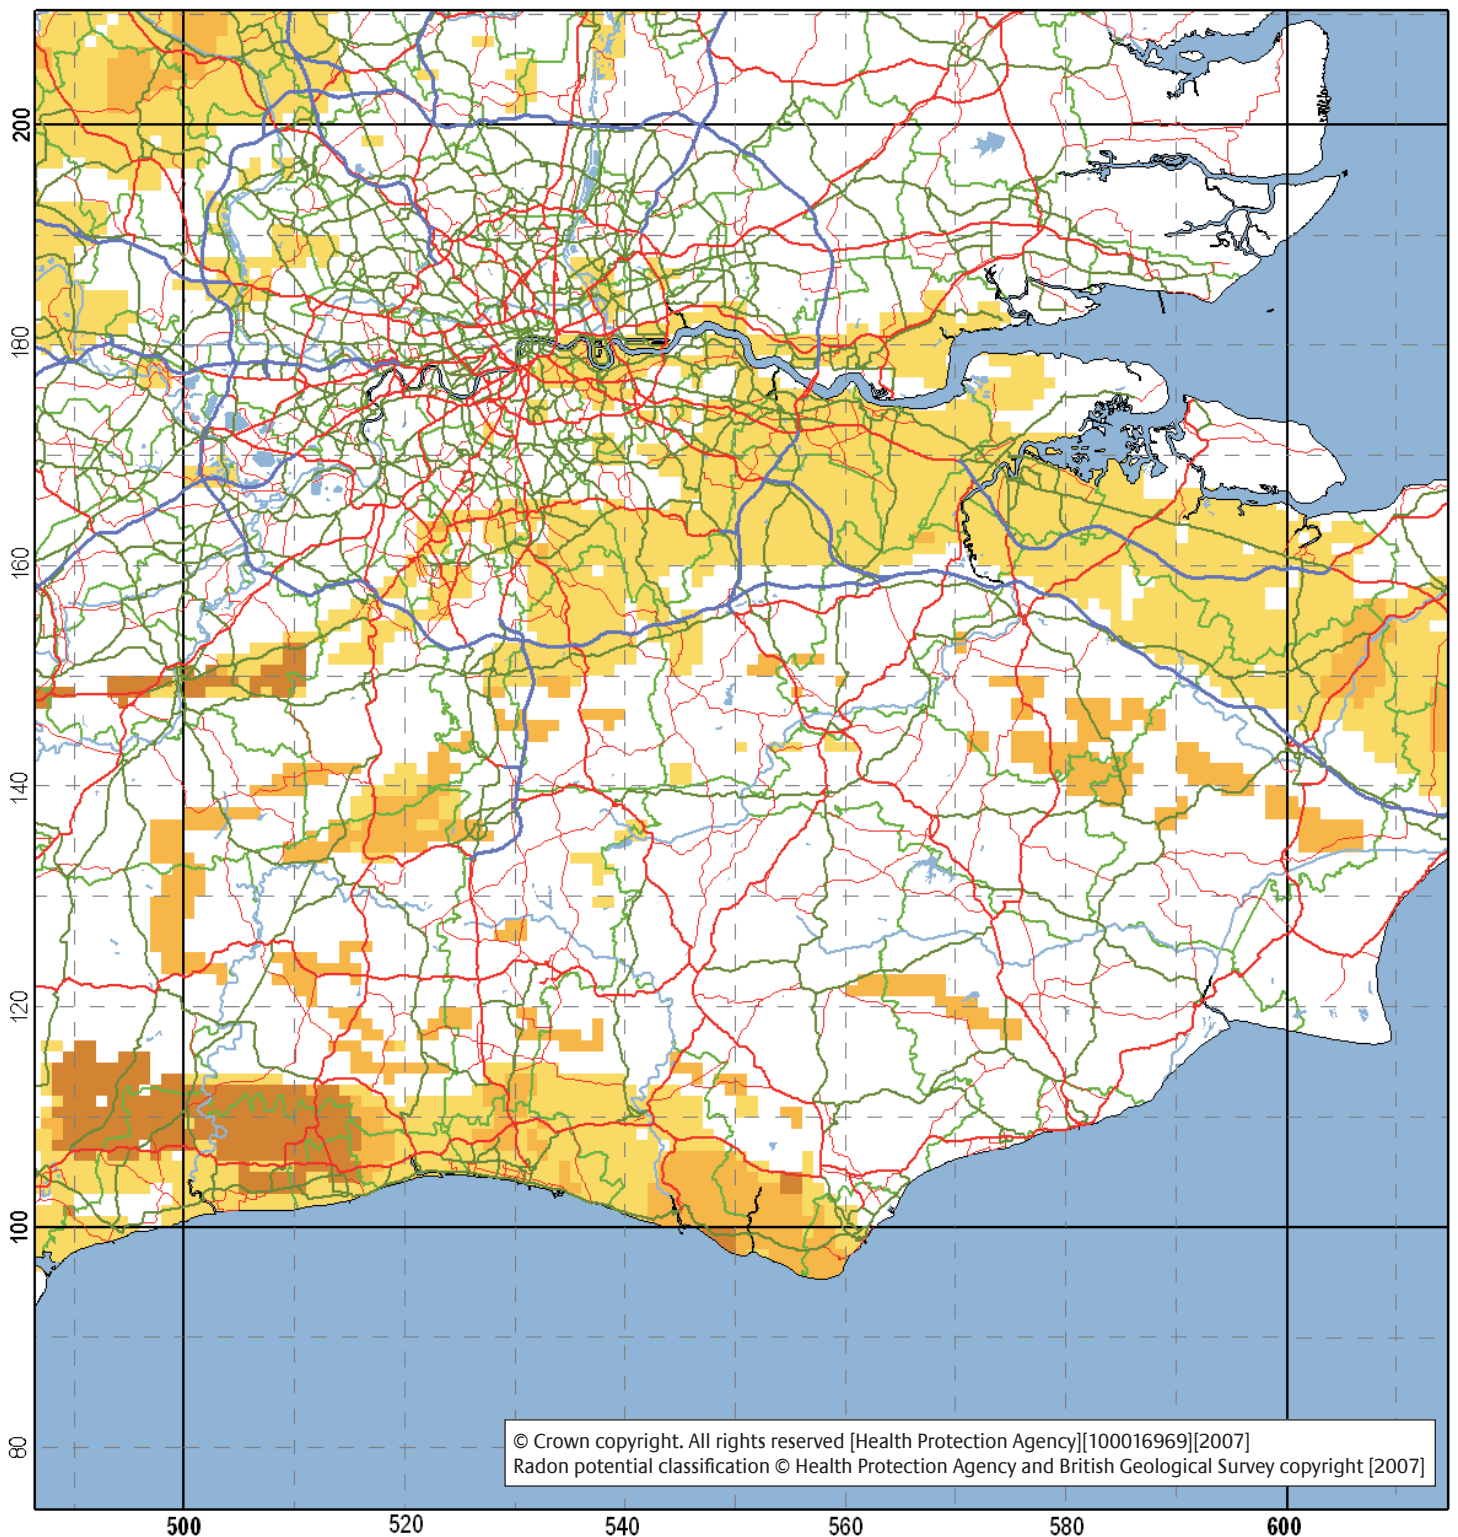 200
180
160
140
120
100
80
© Crown copyright. All rights reserved [Health Protection Agency][100016969][2007]
Radon potential classification © Health Protection Agency and British Geological Survey copyright [2007]
500 520 540 560 580 600